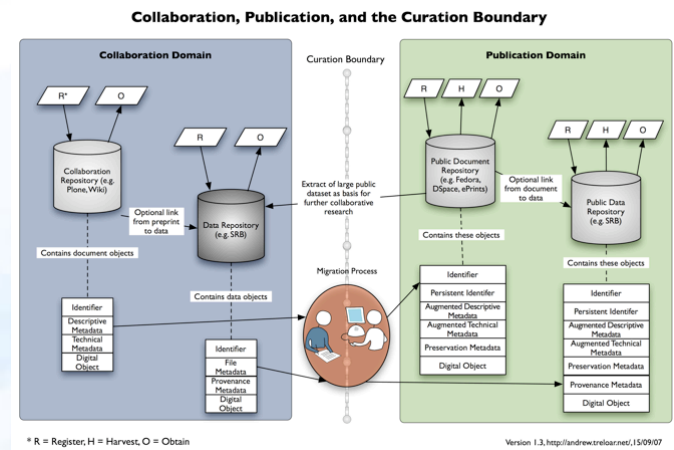 Collaboration, Publication, and the Curation Boundary
Collaboration Domain
Curation Boundary
Publication Domain
R*
O
R
O
Collaboration
Repository (e.g.
Plone, Wiki)
Data Repository
(e.g. SRB)
Optional link
from preprint
to data
Contains document objects
Contains data objects
Identifier
Descriptive
Metadata
Technical
Metadata
Digital
Object
Identifier
File
Metadata
Provenance
Metadata
Digital
Object
Extract of large public
dataset as basis for
further collaborative
research
Migration Process
R
H
O
R
H
O
Public Document
Repository
(e.g. Fedora,
DSpace, ePrints)
Optional link
from document
to data
Public Data
Repository
(e.g. SRB)
Contains these objects
Contains these objects
Identifier
Persistent Identifer
Augmented Descriptive
Metadata
Augmented Technical
Metadata
Preservation Metadata
Digital Object
Identifier
Persistent Identifer
Augmented Descriptive
Metadata
Augmented Technical
Metadata
Preservation Metadata
Provenance Metadata
Digital Object
* R = Register, H = Harvest, O = Obtain
Version 1.3, http://andrew.treloar.net/, 15/09/07